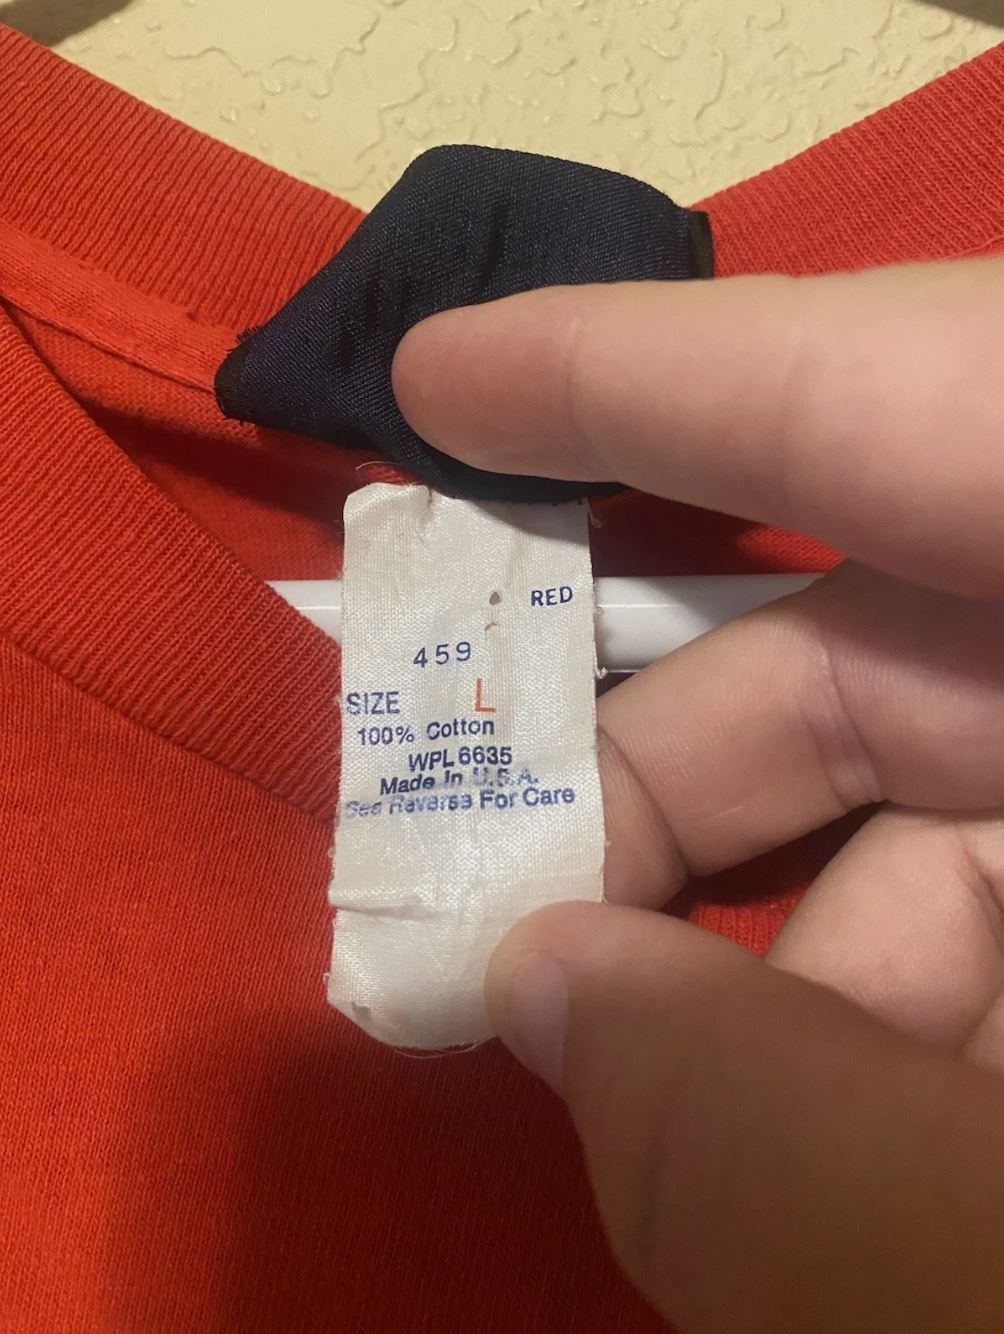 RED
459
SIZE L
100% Cotton
WPL 6635
Made In U.S.A.
See Reverse For Care